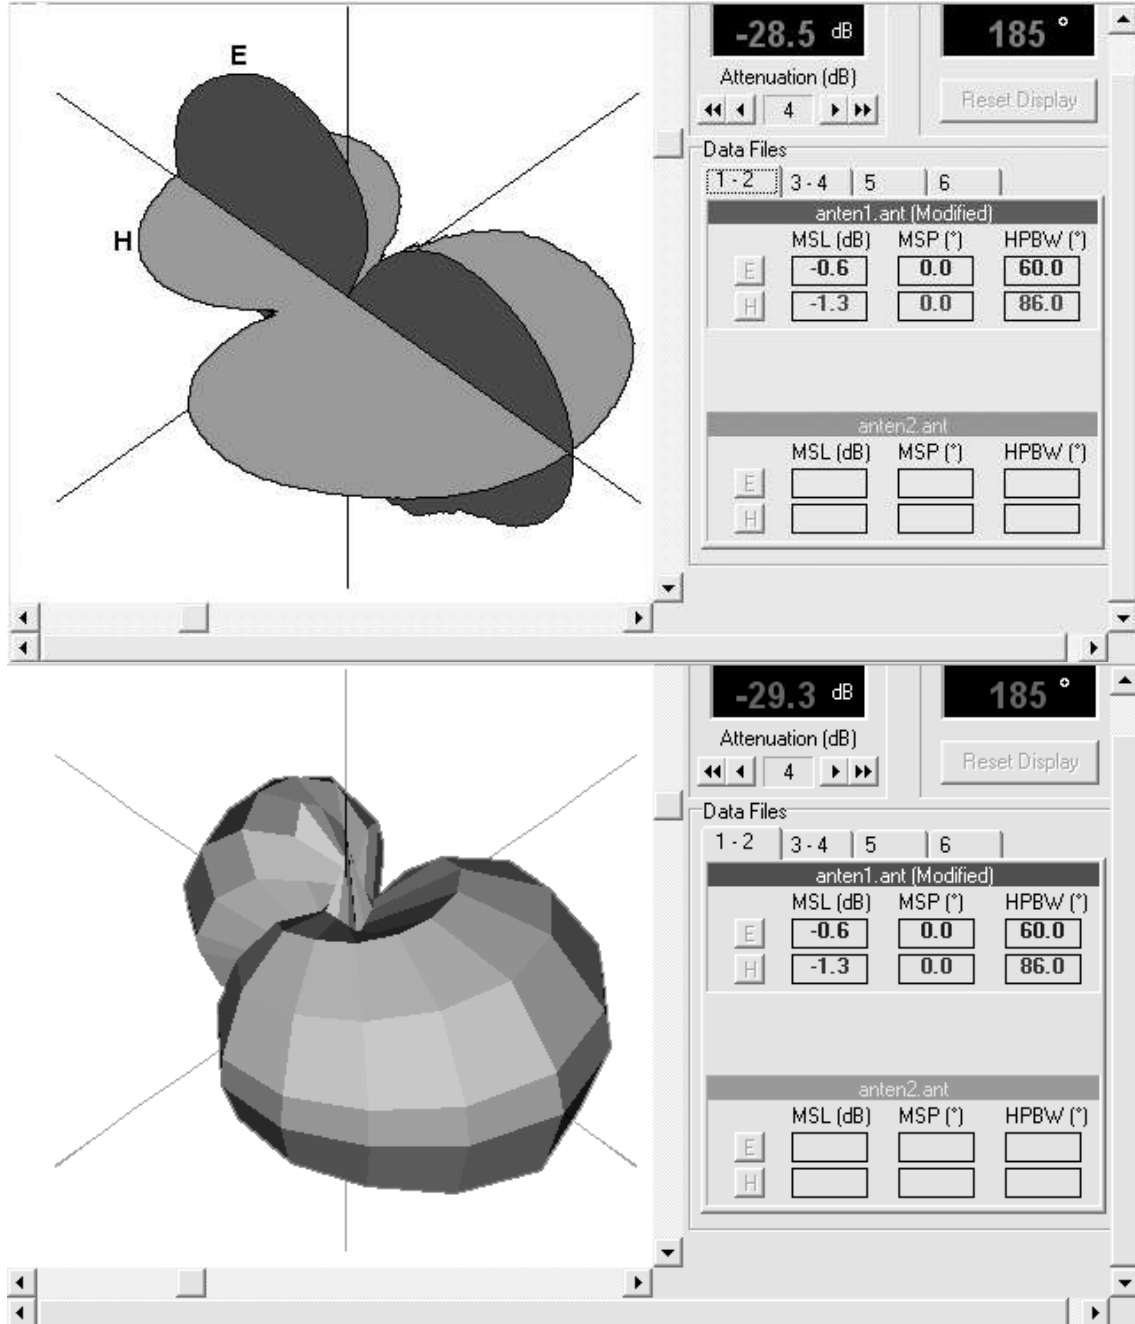 E
H
-28.5 dB
185 °
Attenuation (dB)
4
Reset Display
Data Files
1 - 2 3 - 4 5 6
anten1.ant (Modified)
MSL (dB) MSP (°) HPBW (°)
E -0.6 0.0 60.0
H -1.3 0.0 86.0
anten2.ant
MSL (dB) MSP (°) HPBW (°)
E
H
-29.3 dB
185 °
Attenuation (dB)
4
Reset Display
Data Files
1 - 2 3 - 4 5 6
anten1.ant (Modified)
MSL (dB) MSP (°) HPBW (°)
E -0.6 0.0 60.0
H -1.3 0.0 86.0
anten2.ant
MSL (dB) MSP (°) HPBW (°)
E
H